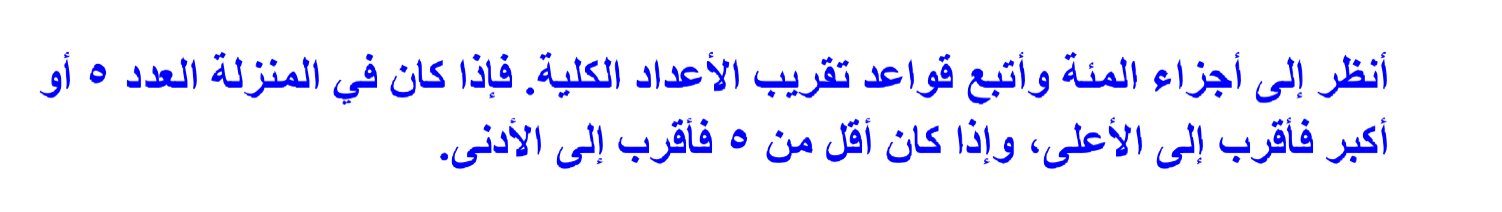 أنظر إلى أجزاء المئة وأتبع قواعد تقريب الأعداد الكلية. فإذا كان في المنزلة العدد ٥ أو
أكبر فأقرب إلى الأعلى، وإذا كان أقل من ٥ فأقرب إلى الأدنى.